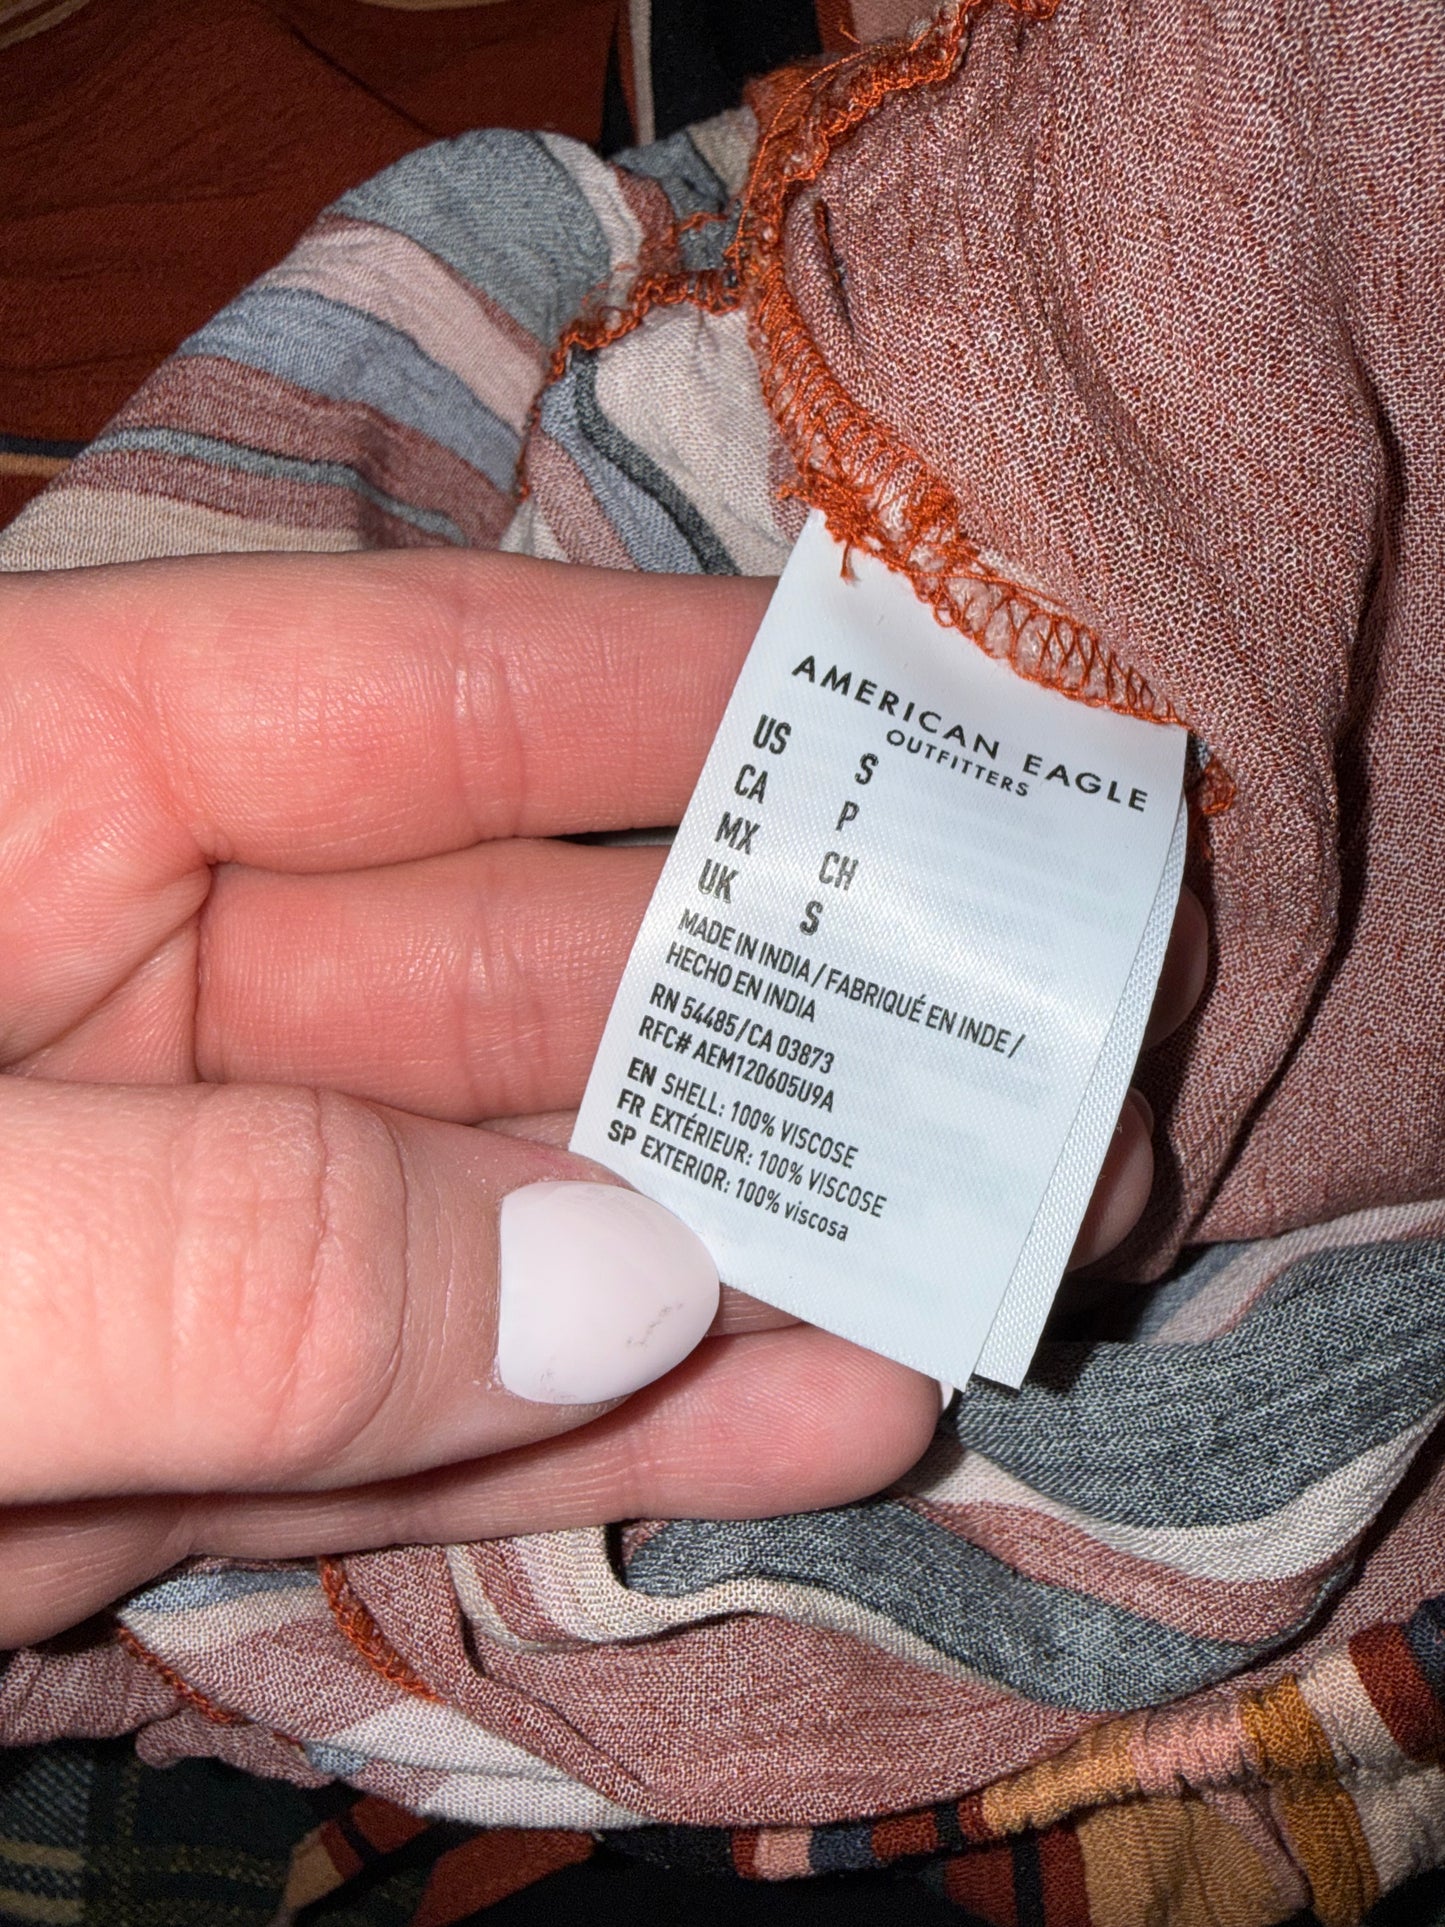 AMERICAN EAGLE
OUTFITTERS
US S
CA P
MX CH
UK S
MADE IN INDIA / FABRIQUÉ EN INDE /
HECHO EN INDIA
RN 54485 / CA 03873
RFC# AEM120605U9A
EN SHELL: 100% VISCOSE
FR EXTÉRIEUR: 100% VISCOSE
SP EXTERIOR: 100% viscosa